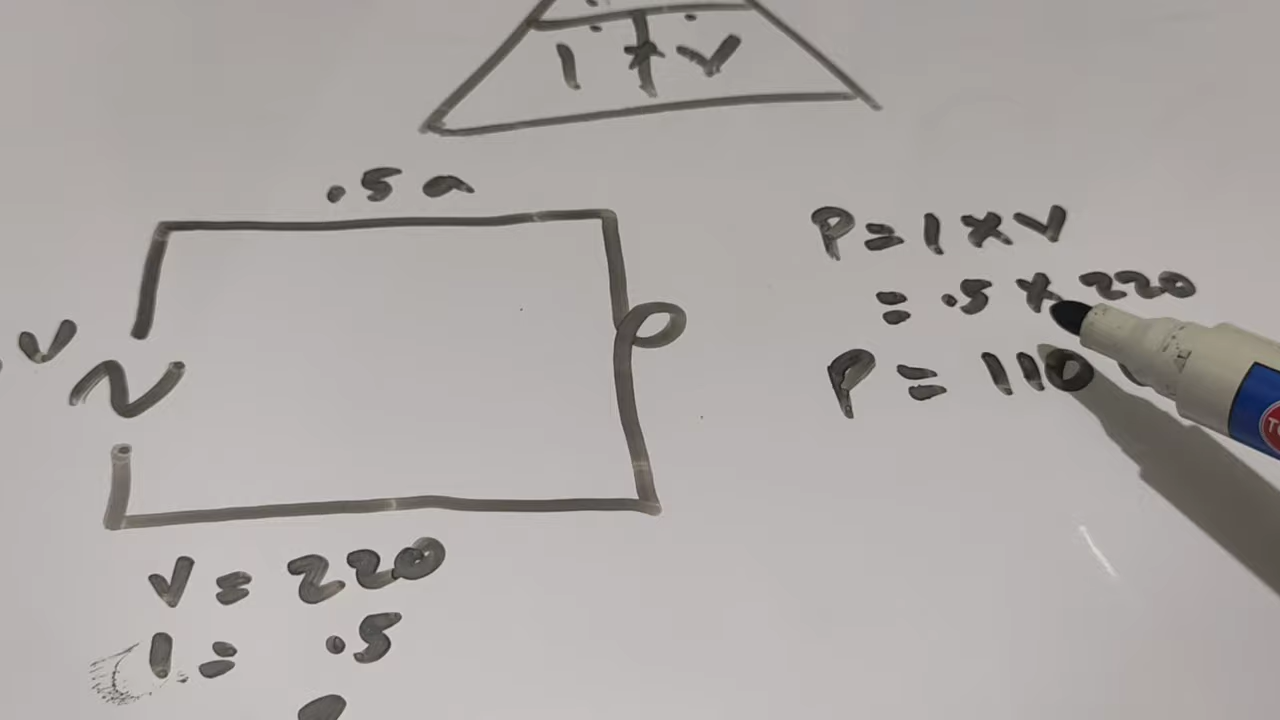 I * V
.5 a
V
P = I × V
= .5 × 220
P = 110
V = 220
I = .5